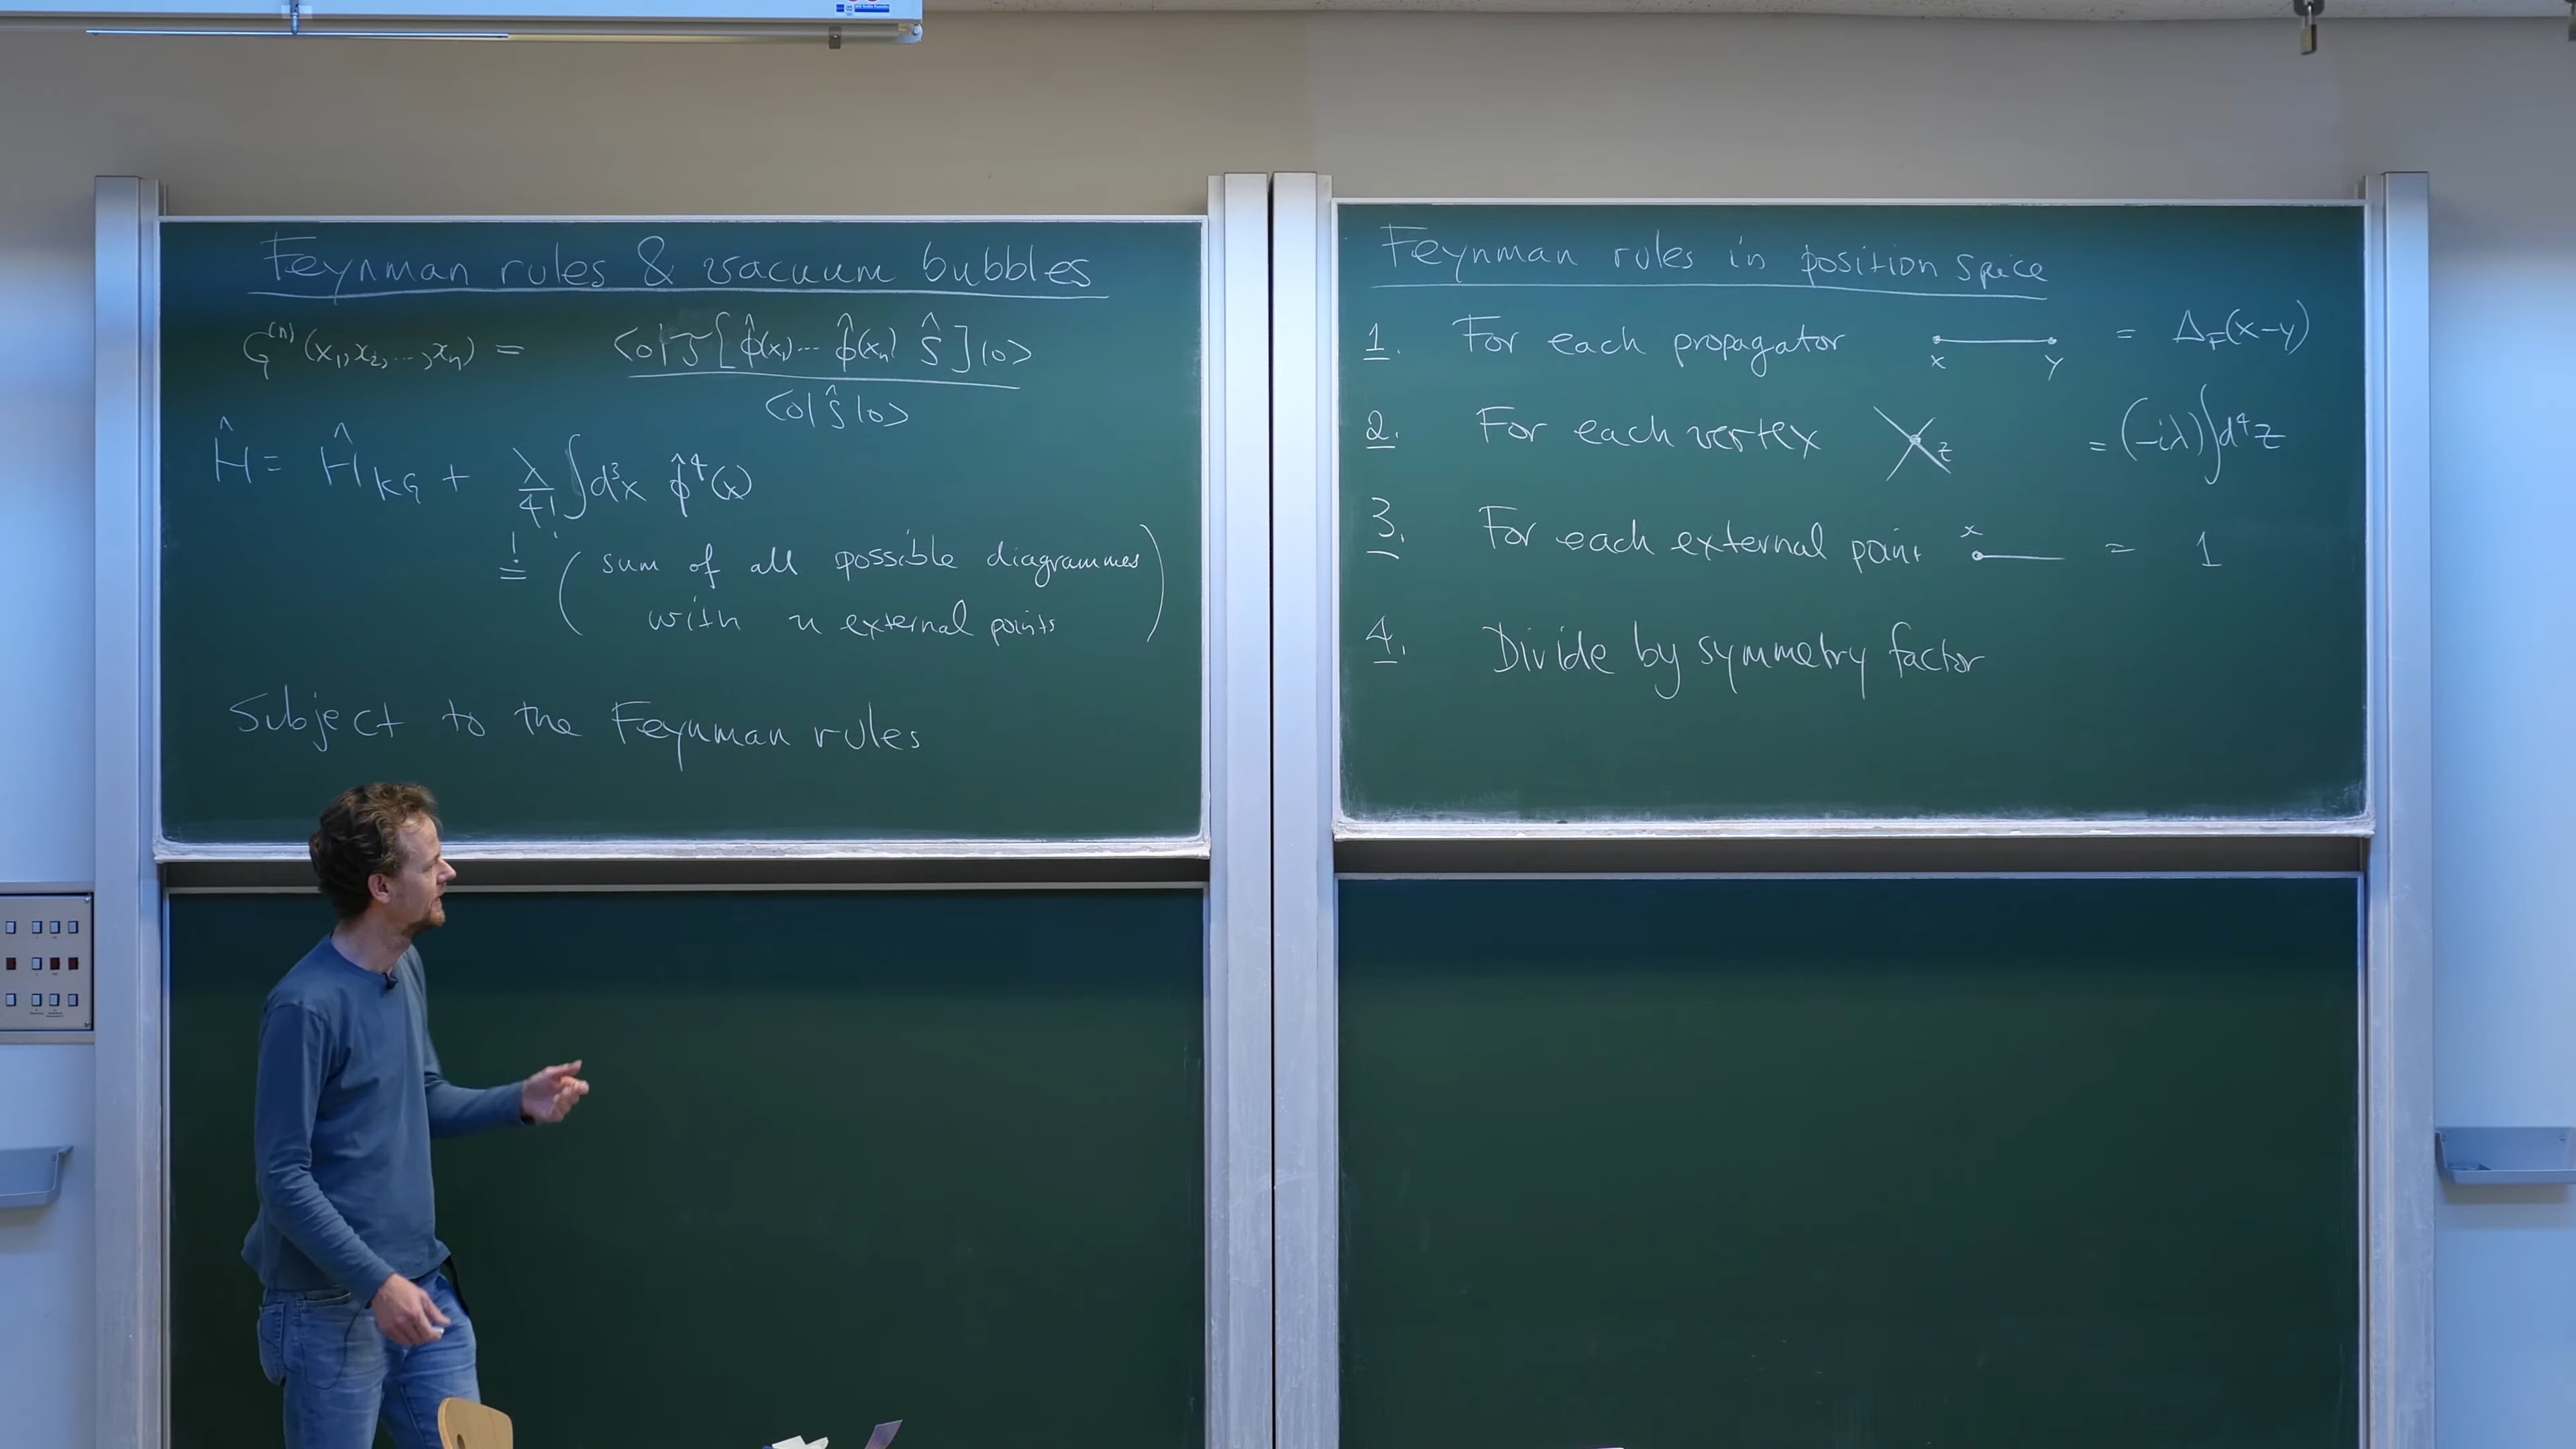 Feynman rules & vacuum bubbles
G⁽ⁿ⁾(x₁,x₂,...,xₙ) = <0|T[φ̂(x₁)...φ̂(xₙ) Ŝ]|0> / <0|Ŝ|0>
Ĥ = Ĥ_KG + λ/4! ∫d³x φ̂⁴(x)
=! (sum of all possible diagrammes
with n external points)
Subject to the Feynman rules
Feynman rules in position space
1. For each propagator x y = Δ_F(x-y)
2. For each vertex z = (-iλ)∫d⁴z
3. For each external point x = 1
4. Divide by symmetry factor